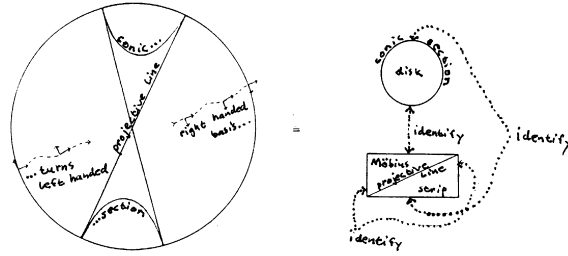 conic...
projective line
right handed
basis...
...turns
left handed
...section
=
conic section
disk
identify
identify
Möbius
projective line
strip
identify